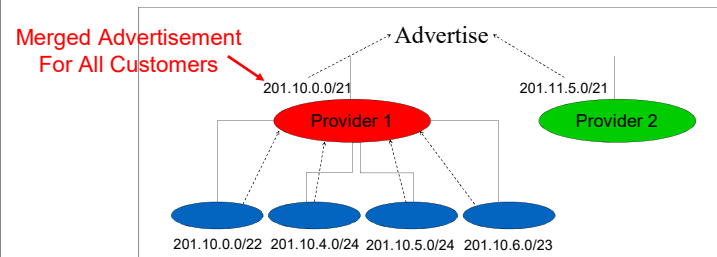 Merged Advertisement
For All Customers
Advertise
201.10.0.0/21
201.11.5.0/21
Provider 1
Provider 2
201.10.0.0/22
201.10.4.0/24
201.10.5.0/24
201.10.6.0/23